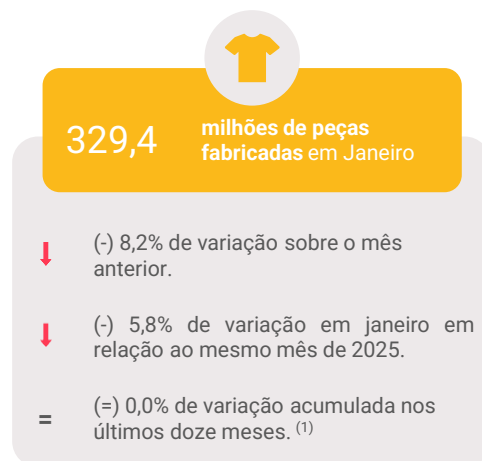 329,4
milhões de peças
fabricadas em Janeiro
(-) 8,2% de variação sobre o mês
anterior.
(-) 5,8% de variação em janeiro em
relação ao mesmo mês de 2025.
= (=) 0,0% de variação acumulada nos
últimos doze meses. (1)